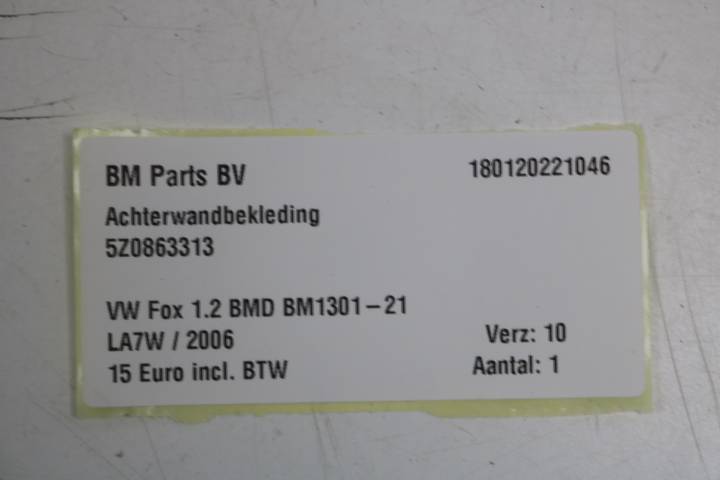 BM Parts BV 180120221046
Achterwandbekleding
5Z0863313
VW Fox 1.2 BMD BM1301-21
LA7W / 2006 Verz: 10
15 Euro incl. BTW Aantal: 1